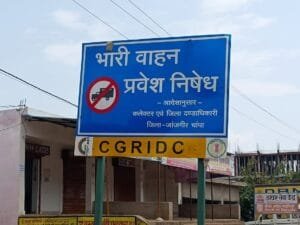 भारी वाहन
प्रवेश निषेध
- आदेशानुसार -
कलेक्टर एवं जिला दण्डाधिकारी
जिला-जांजगीर चांपा
CGRIDC